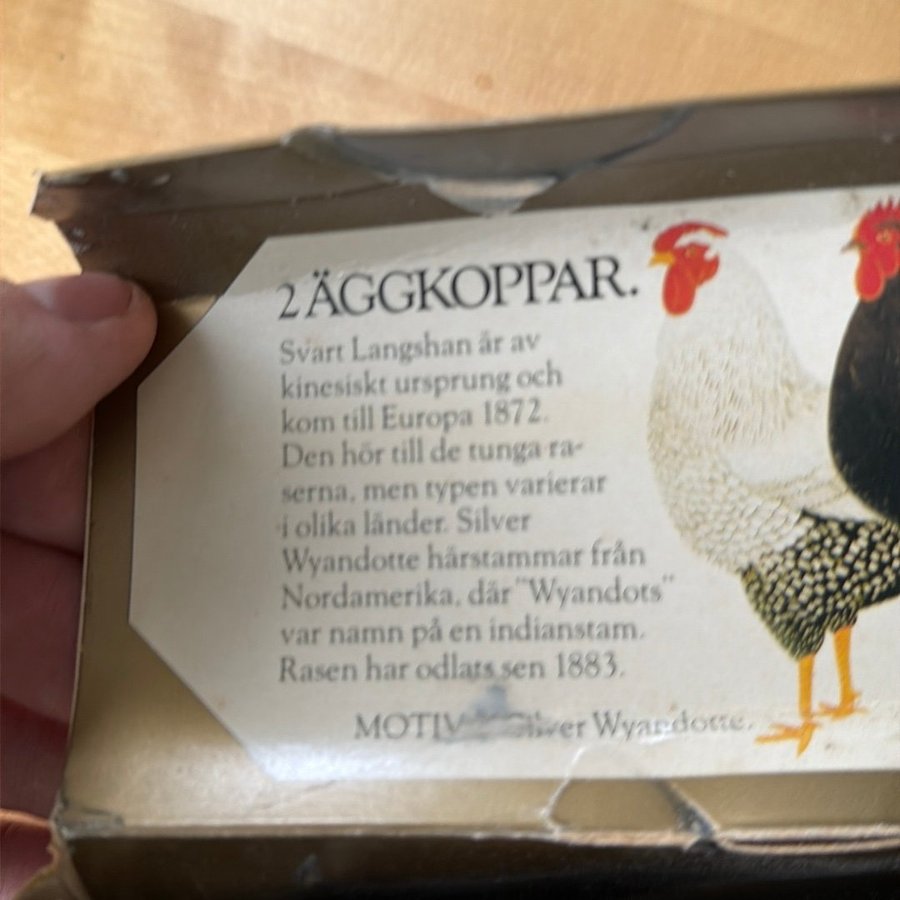 2 ÄGGKOPPAR.
Svart Langshan är av
kinesiskt ursprung och
kom till Europa 1872.
Den hör till de tunga ra-
serna, men typen varierar
i olika länder. Silver
Wyandotte härstammar från
Nordamerika, där "Wyandots"
var namn på en indianstam.
Rasen har odlats sen 1883.
MOTIV Silver Wyandotte.